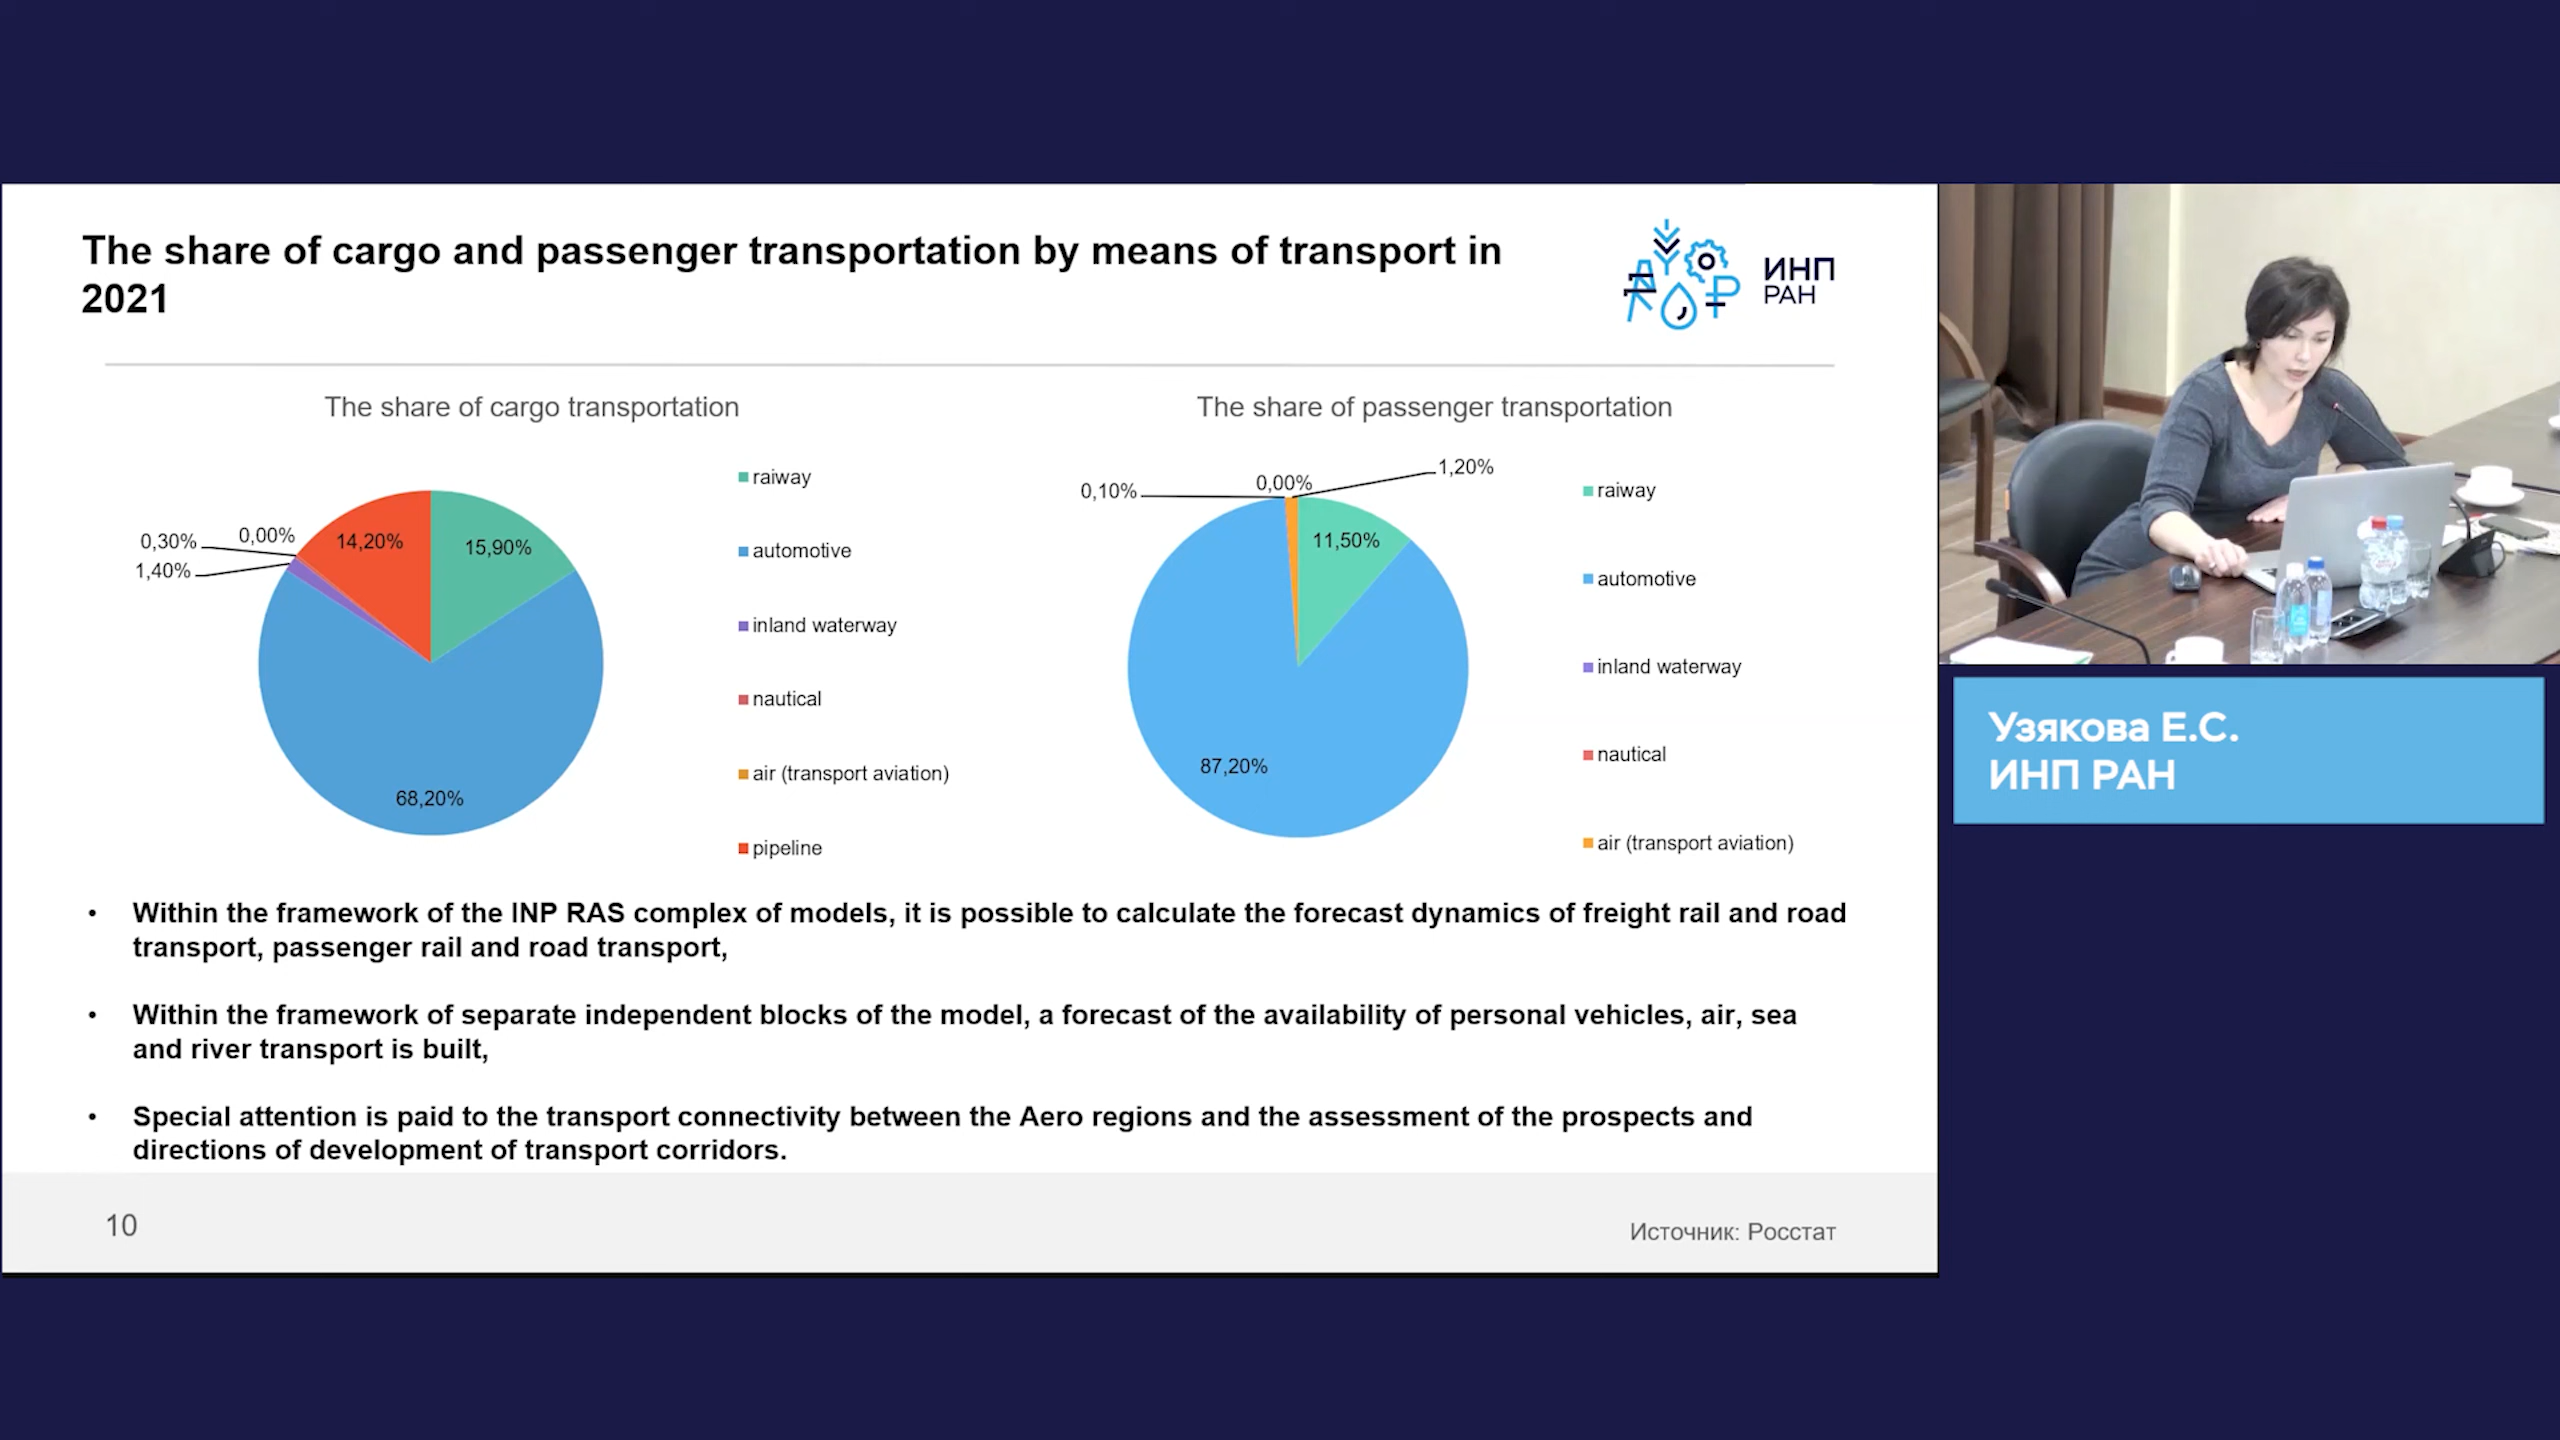 The share of cargo and passenger transportation by means of transport in
2021
ИНП
РАН
The share of cargo transportation
0,30%
0,00%
1,40%
14,20%
15,90%
68,20%
raiway
automotive
inland waterway
nautical
air (transport aviation)
pipeline
The share of passenger transportation
0,10%
0,00%
1,20%
11,50%
87,20%
raiway
automotive
inland waterway
nautical
air (transport aviation)
• Within the framework of the INP RAS complex of models, it is possible to calculate the forecast dynamics of freight rail and road
transport, passenger rail and road transport,
• Within the framework of separate independent blocks of the model, a forecast of the availability of personal vehicles, air, sea
and river transport is built,
• Special attention is paid to the transport connectivity between the Aero regions and the assessment of the prospects and
directions of development of transport corridors.
10
Источник: Росстат
Узякова Е.С.
ИНП РАН